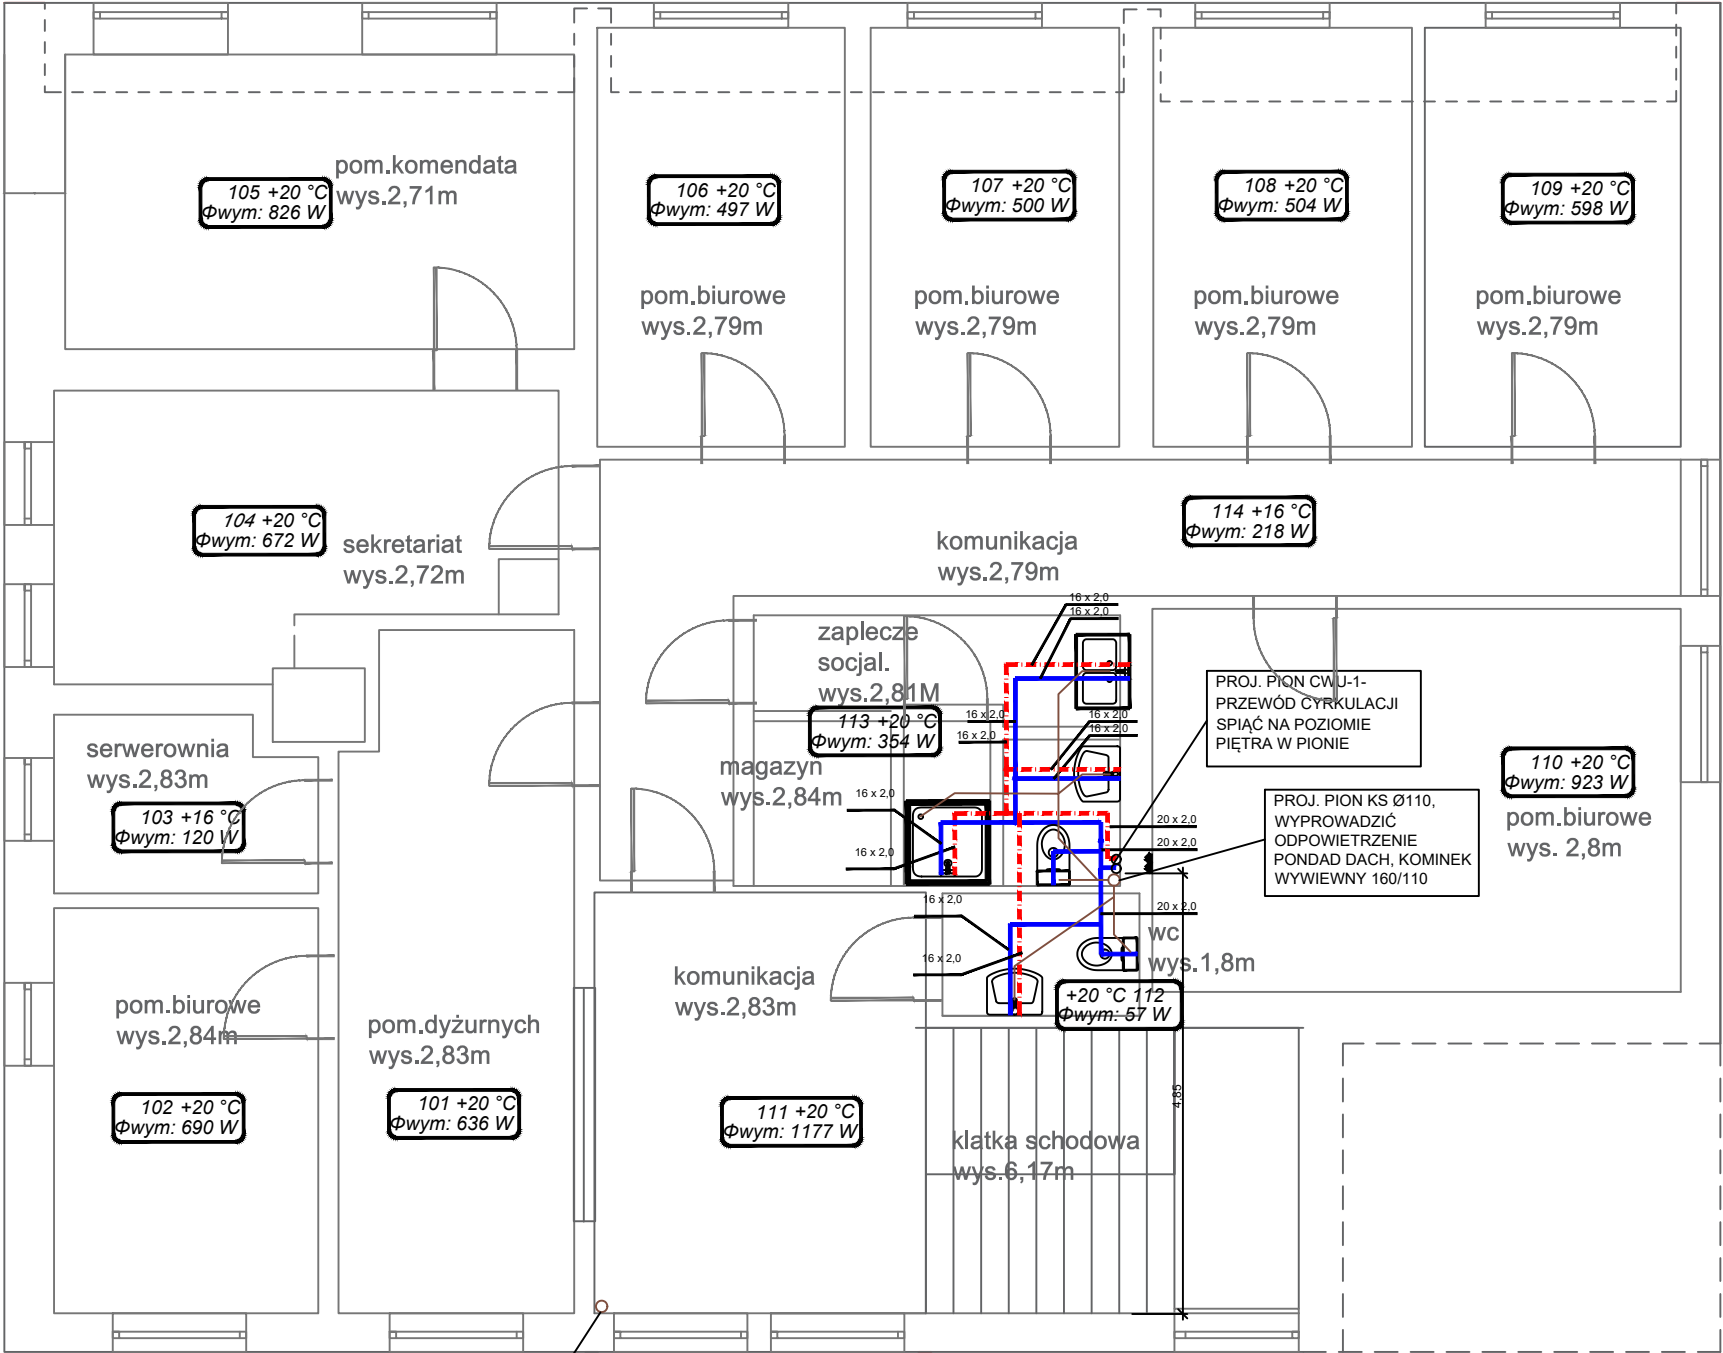 pom.komendata
wys.2,71m
105 +20 °C
Φwym: 826 W
106 +20 °C
Φwym: 497 W
107 +20 °C
Φwym: 500 W
108 +20 °C
Φwym: 504 W
109 +20 °C
Φwym: 598 W
pom.biurowe
wys.2,79m
pom.biurowe
wys.2,79m
pom.biurowe
wys.2,79m
pom.biurowe
wys.2,79m
104 +20 °C
Φwym: 672 W
sekretariat
wys.2,72m
komunikacja
wys.2,79m
114 +16 °C
Φwym: 218 W
16 x 2,0
16 x 2,0
zaplecze
socjal.
wys.2,81M
113 +20 °C
Φwym: 354 W
16 x 2,0
16 x 2,0
16 x 2,0
16 x 2,0
PROJ. PION CWU-1-
PRZEWÓD CYRKULACJI
SPIĄĆ NA POZIOMIE
PIĘTRA W PIONIE
serwerownia
wys.2,83m
103 +16 °C
Φwym: 120 W
magazyn
wys.2,84m
16 x 2,0
16 x 2,0
20 x 2,0
20 x 2,0
20 x 2,0
PROJ. PION KS Ø110,
WYPROWADZIĆ
ODPOWIETRZENIE
PONDAD DACH, KOMINEK
WYWIEWNY 160/110
110 +20 °C
Φwym: 923 W
pom.biurowe
wys. 2,8m
16 x 2,0
16 x 2,0
wc
wys.1,8m
+20 °C 112
Φwym: 57 W
komunikacja
wys.2,83m
pom.biurowe
wys.2,84m
pom.dyżurnych
wys.2,83m
102 +20 °C
Φwym: 690 W
101 +20 °C
Φwym: 636 W
111 +20 °C
Φwym: 1177 W
klatka schodowa
wys.6,17m
4,85